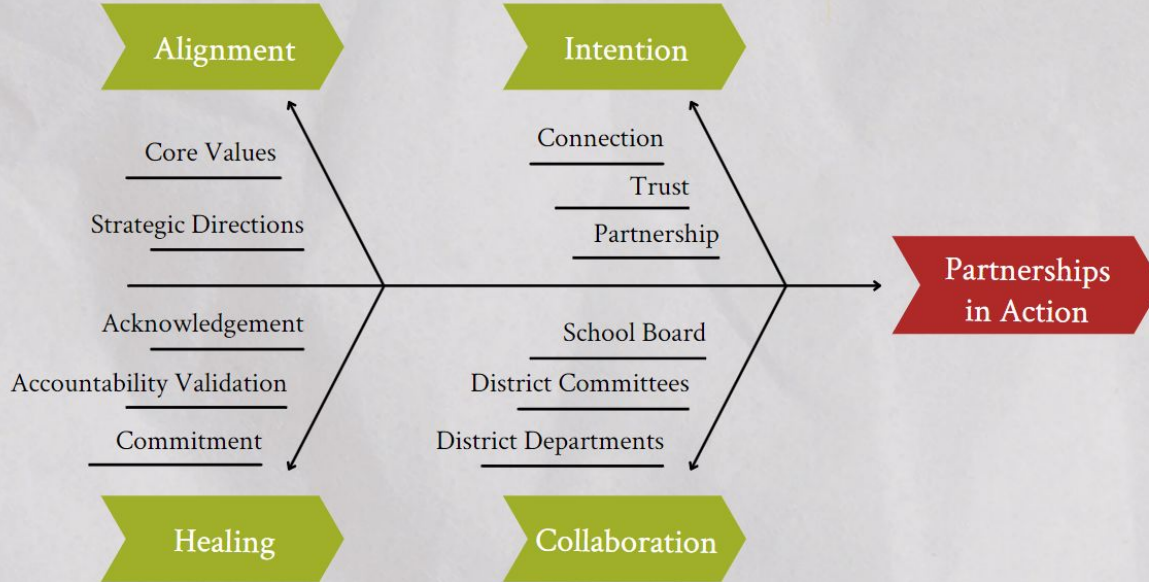 Alignment
Core Values
Strategic Directions
Intention
Connection
Trust
Partnership
Partnerships
in Action
Acknowledgement
Accountability Validation
Commitment
Healing
School Board
District Committees
District Departments
Collaboration